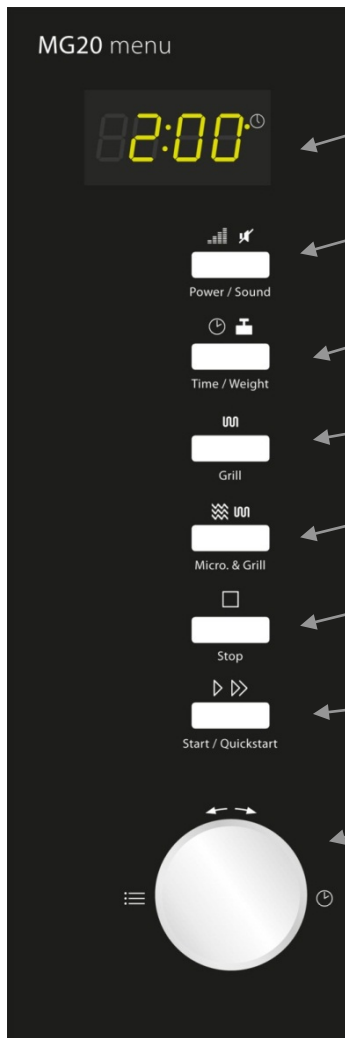 MG20 menu
2:00
Power / Sound
Time / Weight
Grill
Micro. & Grill
Stop
Start / Quickstart